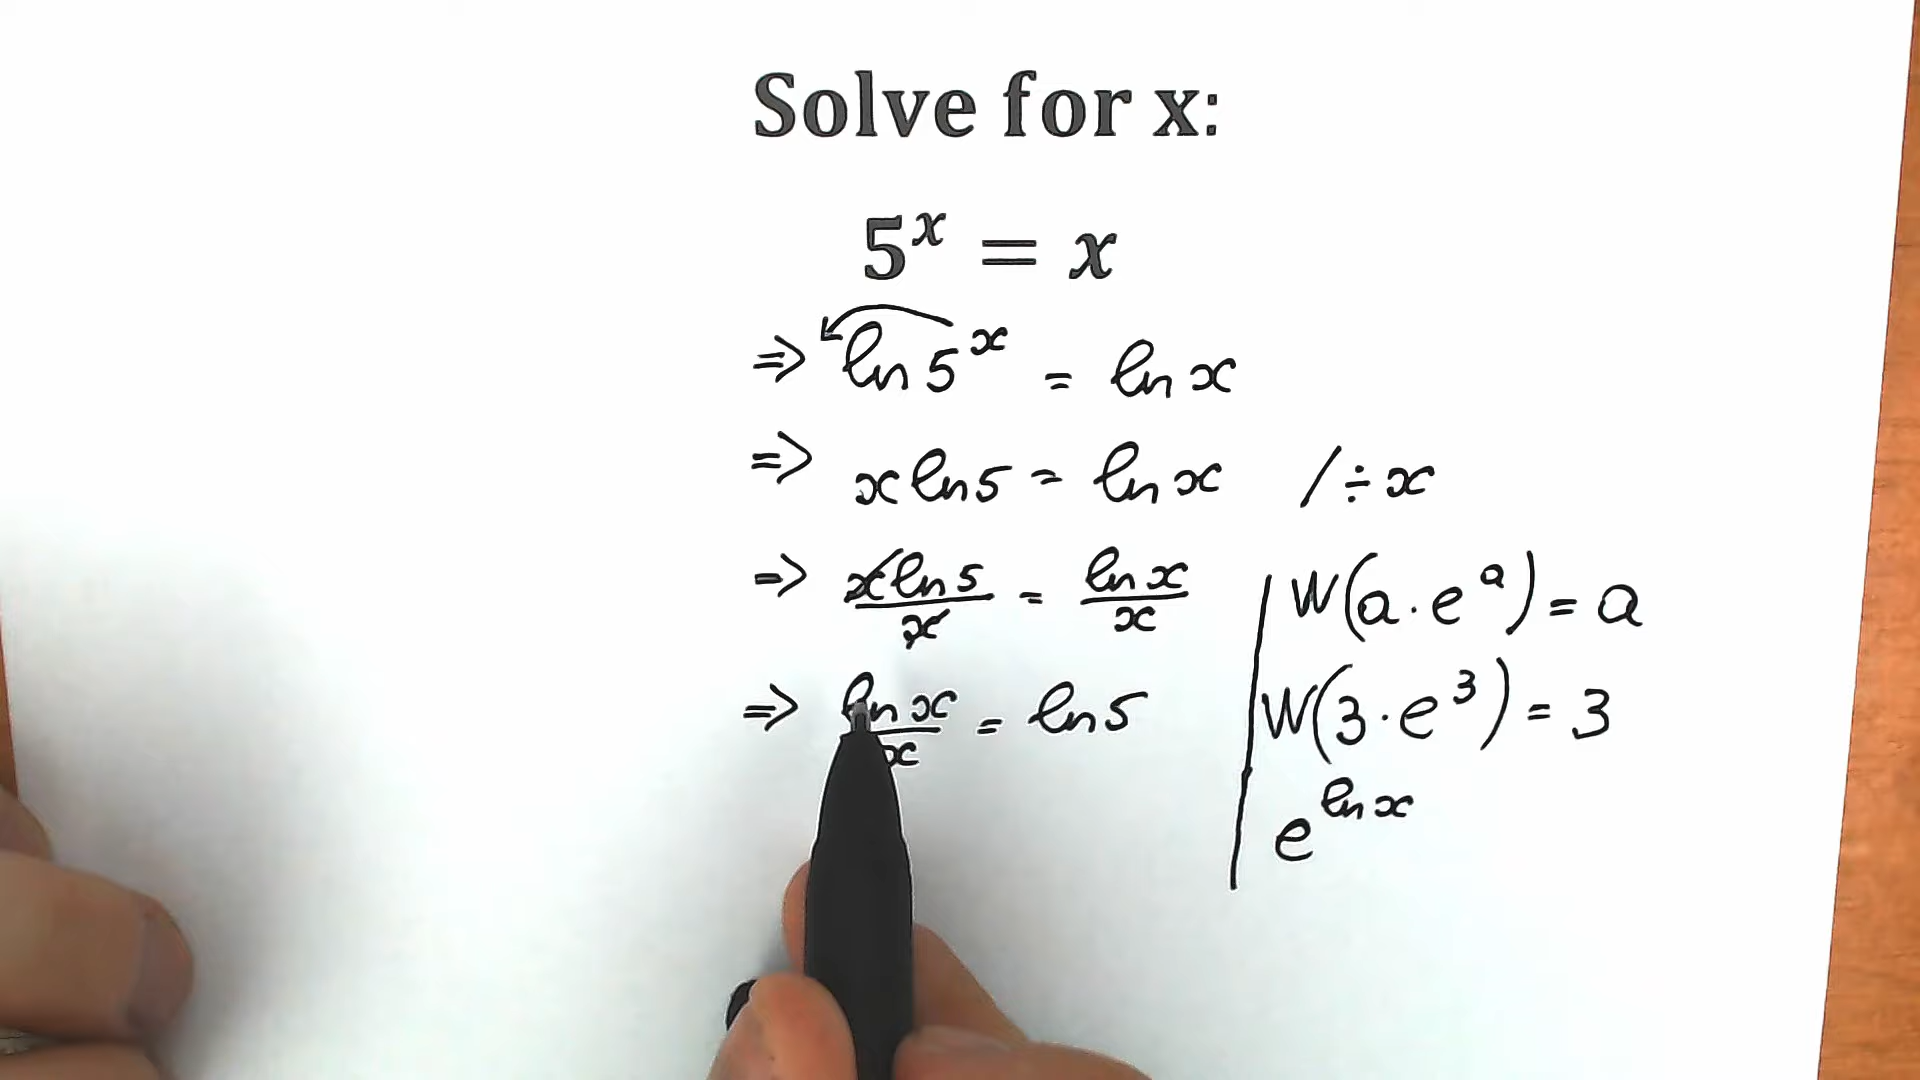 Solve for x:
5^x = x
=> ln 5^x = ln x
=> x ln 5 = ln x / ÷ x
=> x ln 5 / x = ln x / x
W(a · e^a) = a
=> ln x / x = ln 5
W(3 · e^3) = 3
e^ln x